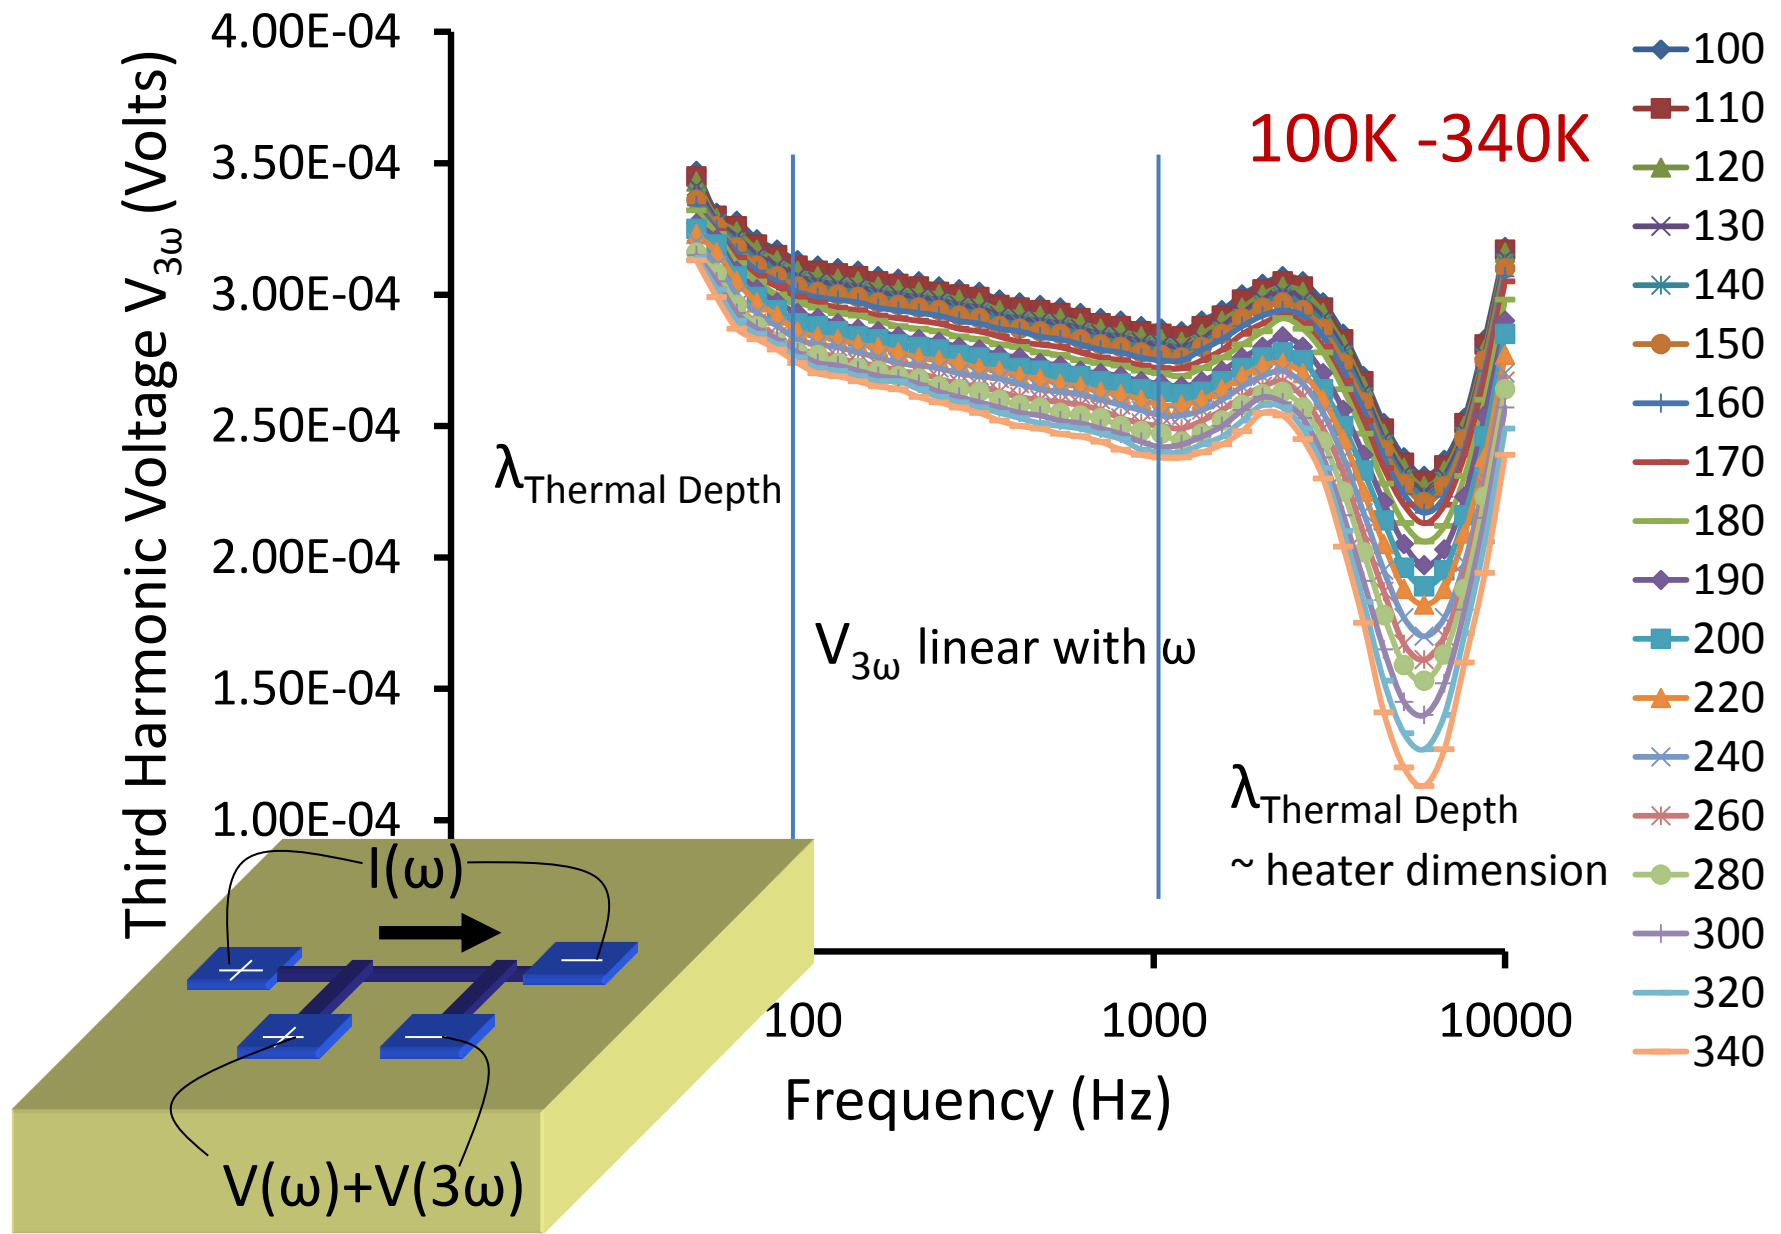 Third Harmonic Voltage V3ω (Volts)
4.00E-04
3.50E-04
3.00E-04
2.50E-04
2.00E-04
1.50E-04
1.00E-04
100K -340K
λThermal Depth
V3ω linear with ω
λThermal Depth
~ heater dimension
100
1000
10000
Frequency (Hz)
I(ω)
+
−
+
−
V(ω)+V(3ω)
100
110
120
130
140
150
160
170
180
190
200
220
240
260
280
300
320
340